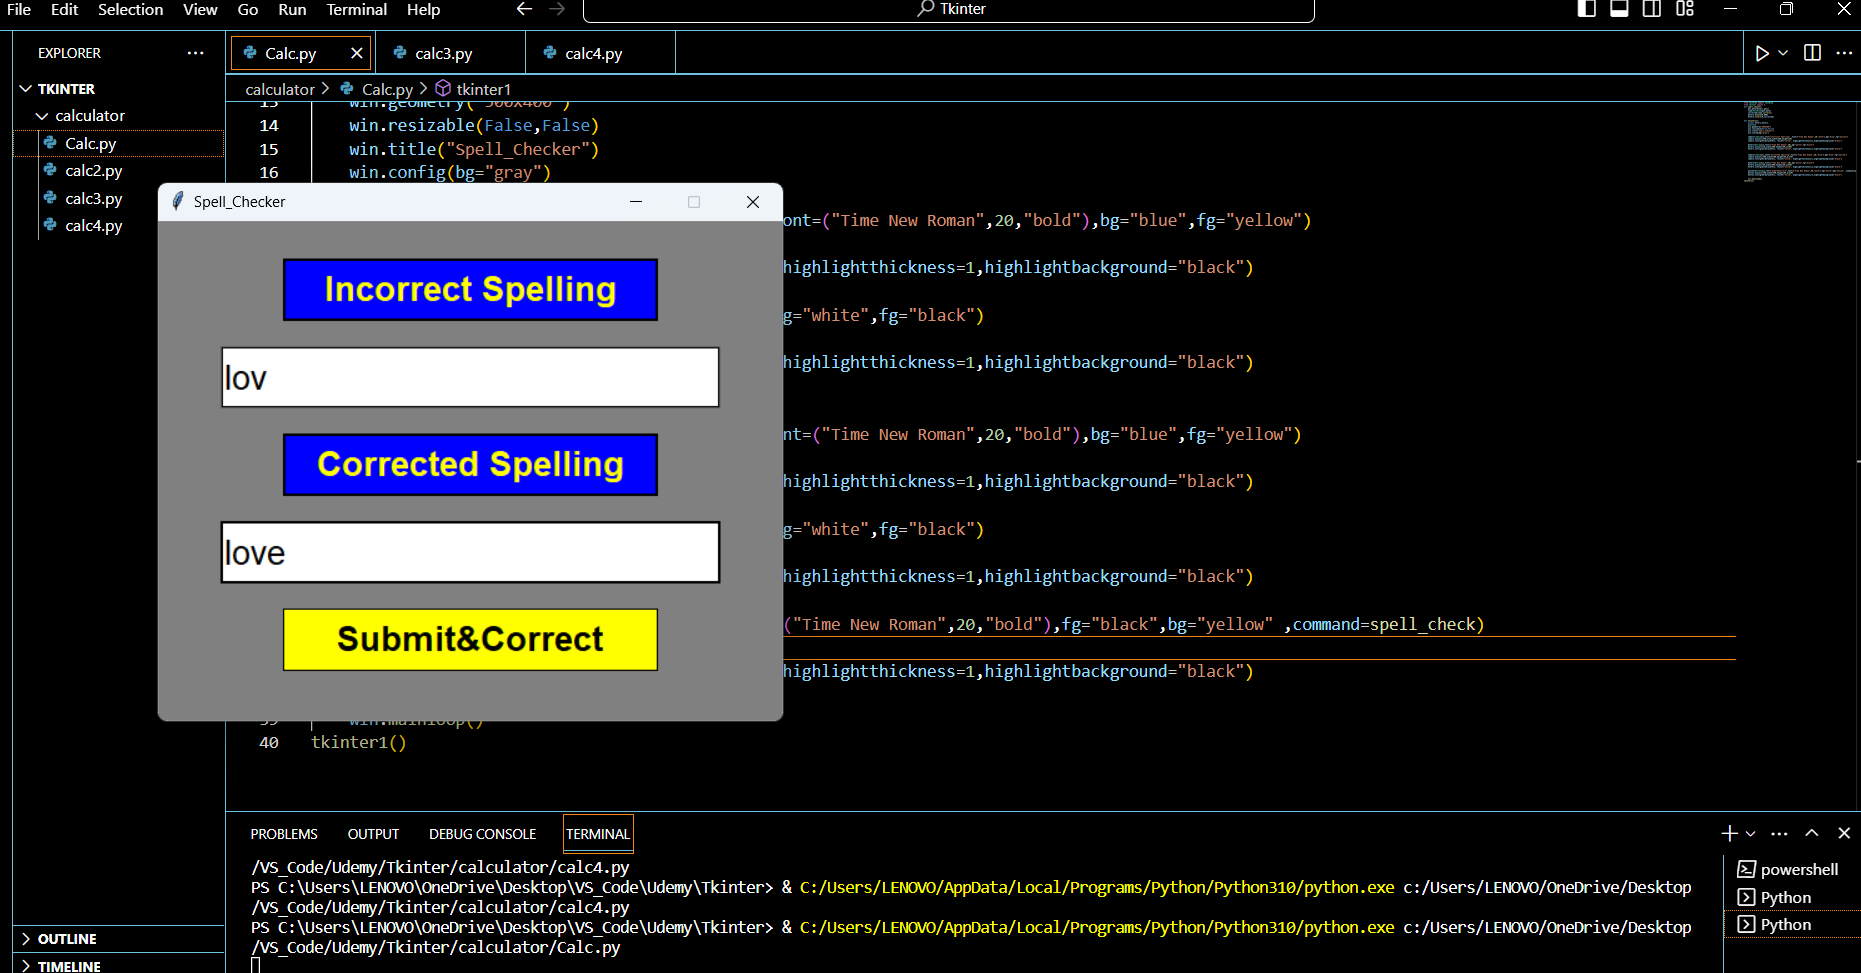 File Edit Selection View Go Run Terminal Help Tkinter
EXPLORER
TKINTER
calculator
Calc.py
calc2.py
calc3.py
calc4.py
OUTLINE
TIMELINE
Calc.py calc3.py calc4.py
calculator > Calc.py > tkinter1
13 win.geometry("500x400")
14 win.resizable(False,False)
15 win.title("Spell_Checker")
16 win.config(bg="gray")
ont=("Time New Roman",20,"bold"),bg="blue",fg="yellow")
highlightthickness=1,highlightbackground="black")
g="white",fg="black")
highlightthickness=1,highlightbackground="black")
nt=("Time New Roman",20,"bold"),bg="blue",fg="yellow")
highlightthickness=1,highlightbackground="black")
g="white",fg="black")
highlightthickness=1,highlightbackground="black")
("Time New Roman",20,"bold"),fg="black",bg="yellow" ,command=spell_check)
highlightthickness=1,highlightbackground="black")
39 win.mainloop()
40 tkinter1()
Spell_Checker
Incorrect Spelling
lov
Corrected Spelling
love
Submit&Correct
PROBLEMS OUTPUT DEBUG CONSOLE TERMINAL
/VS_Code/Udemy/Tkinter/calculator/calc4.py
PS C:\Users\LENOVO\OneDrive\Desktop\VS_Code\Udemy\Tkinter> & C:/Users/LENOVO/AppData/Local/Programs/Python/Python310/python.exe c:/Users/LENOVO/OneDrive/Desktop
/VS_Code/Udemy/Tkinter/calculator/calc4.py
PS C:\Users\LENOVO\OneDrive\Desktop\VS_Code\Udemy\Tkinter> & C:/Users/LENOVO/AppData/Local/Programs/Python/Python310/python.exe c:/Users/LENOVO/OneDrive/Desktop
/VS_Code/Udemy/Tkinter/calculator/Calc.py
powershell
Python
Python